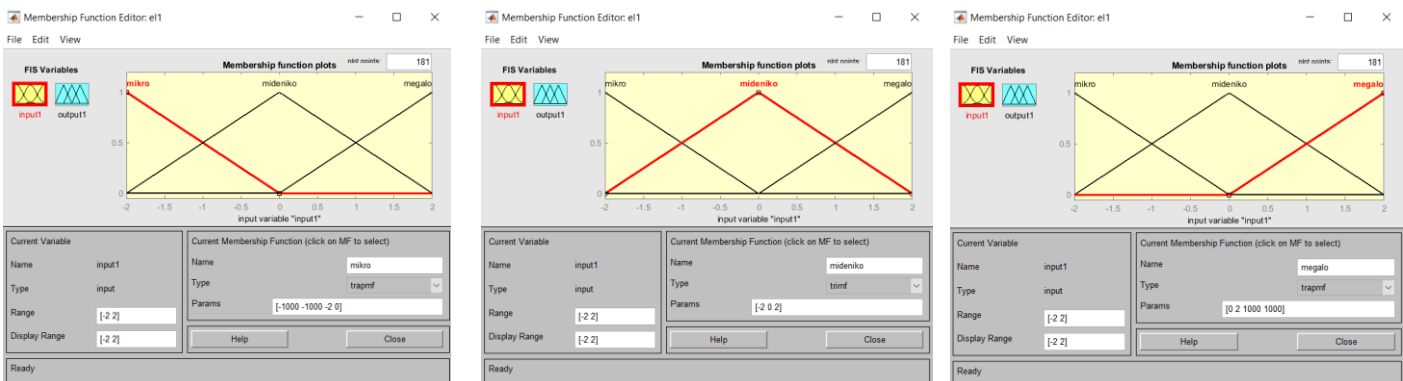 Membership Function Editor: el1
File Edit View
FIS Variables
input1 output1
Membership function plots plot points: 181
mikro mideniko megalo
1
0.5
0
-2 -1.5 -1 -0.5 0 0.5 1 1.5 2
input variable "input1"
Current Variable
Name input1
Type input
Range [-2 2]
Display Range [-2 2]
Current Membership Function (click on MF to select)
Name mikro
Type trapmf
Params [-1000 -1000 -2 0]
Help Close
Ready
Membership Function Editor: el1
File Edit View
FIS Variables
input1 output1
Membership function plots plot points: 181
mikro mideniko megalo
1
0.5
0
-2 -1.5 -1 -0.5 0 0.5 1 1.5 2
input variable "input1"
Current Variable
Name input1
Type input
Range [-2 2]
Display Range [-2 2]
Current Membership Function (click on MF to select)
Name mideniko
Type trimf
Params [-2 0 2]
Help Close
Ready
Membership Function Editor: el1
File Edit View
FIS Variables
input1 output1
Membership function plots plot points: 181
mikro mideniko megalo
1
0.5
0
-2 -1.5 -1 -0.5 0 0.5 1 1.5 2
input variable "input1"
Current Variable
Name input1
Type input
Range [-2 2]
Display Range [-2 2]
Current Membership Function (click on MF to select)
Name megalo
Type trapmf
Params [0 2 1000 1000]
Help Close
Ready